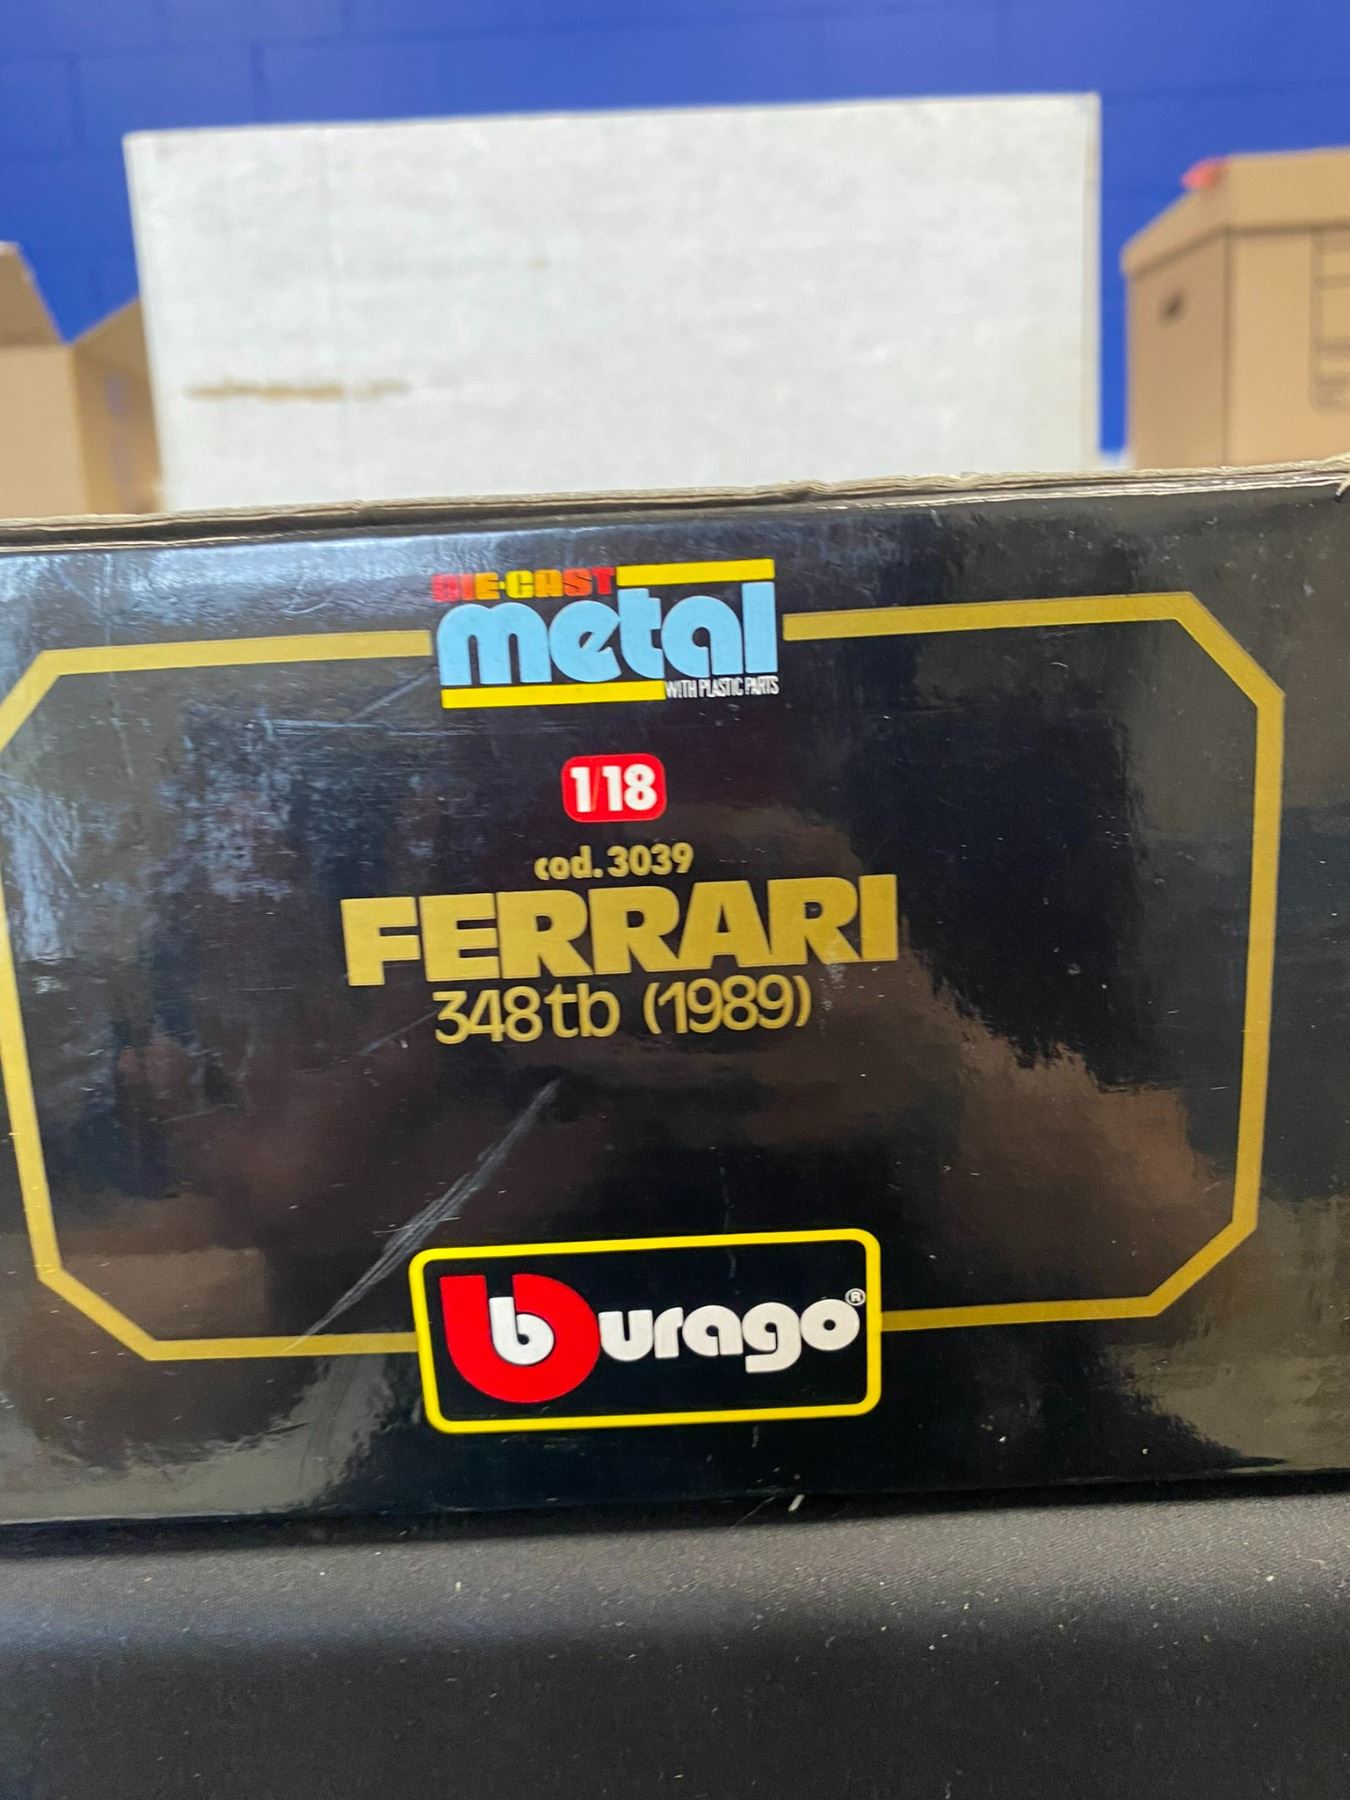 DIE-CAST
metal
WITH PLASTIC PARTS
1/18
cod. 3039
FERRARI
348tb (1989)
burago®